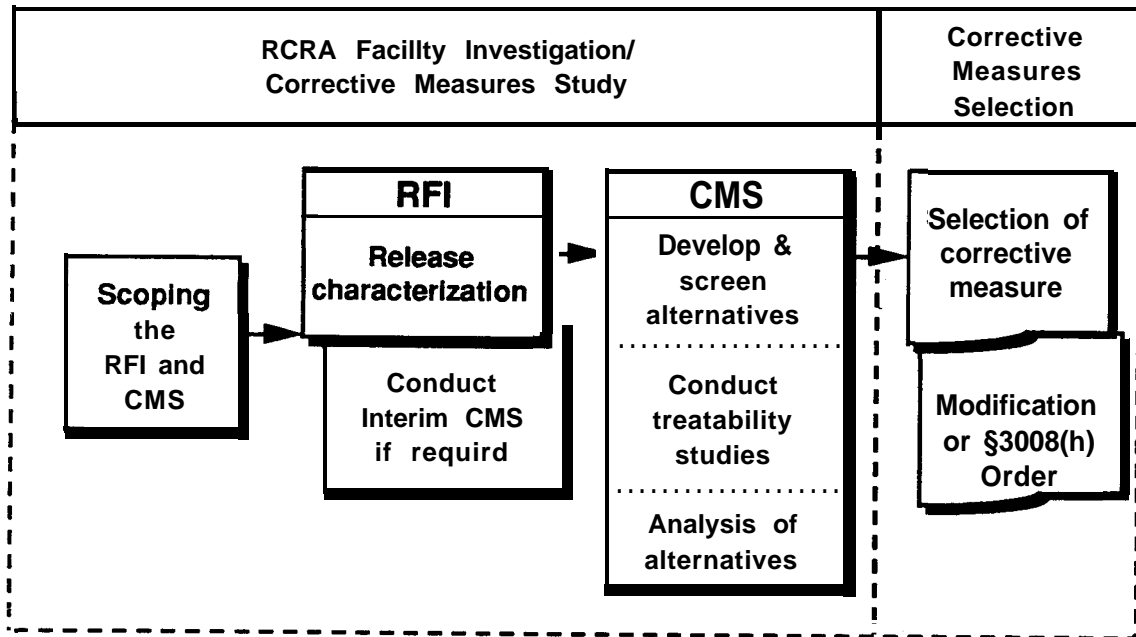 RCRA Facillty Investigation/
Corrective Measures Study
Corrective
Measures
Selection
Scoping
the
RFI and
CMS
RFI
Release
characterization
Conduct
Interim CMS
if requird
CMS
Develop &
screen
alternatives
Conduct
treatability
studies
Analysis of
alternatives
Selection of
corrective
measure
Modification
or §3008(h)
Order